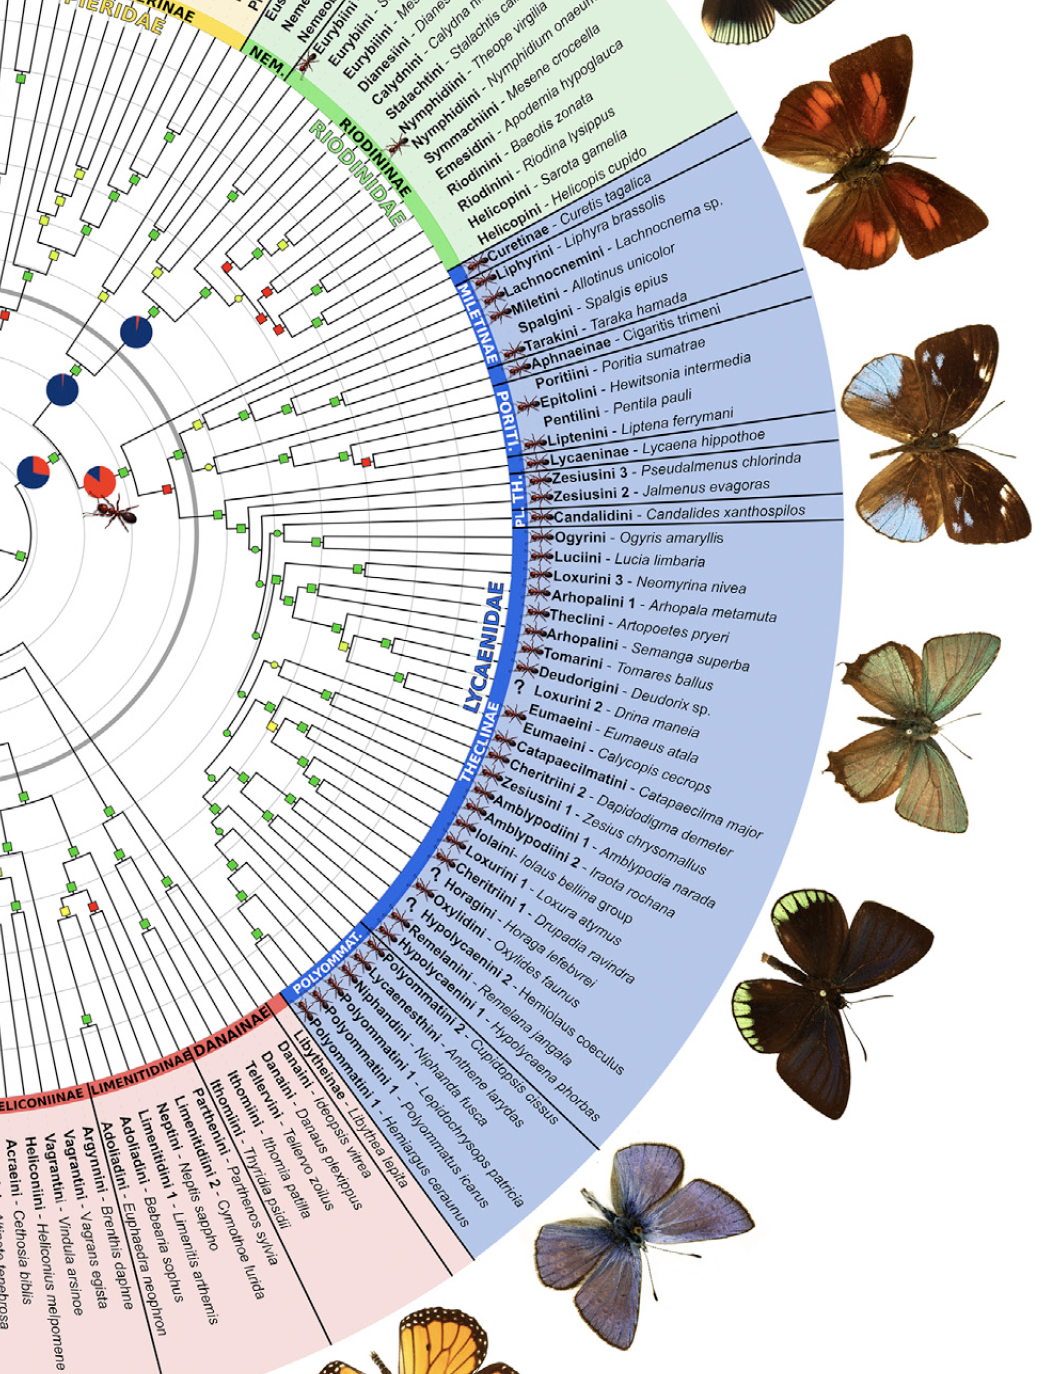 PIERIDAE
NEM.
RIODININAE
RIODINIDAE
Eurybiini
Dianesiini - Dianes
Calydnini - Calydna
Stalachtini - Stalachtis
Nymphidiini - Theope virgilia
Nymphidiini - Nymphidium onaeum
Symmachiini - Mesene croceella
Emesidini - Apodemia hypoglauca
Riodinini - Baeotis zonata
Riodinini - Riodina lysippus
Helicopini - Sarota gamelia
Helicopini - Helicopis cupido
Curetinae - Curetis tagalica
Liphyrini - Liphyra brassolis
Lachnocnemini - Lachnocnema sp.
Miletini - Allotinus unicolor
Spalgini - Spalgis epius
Tarakini - Taraka hamada
Aphnaeinae - Cigaritis trimeni
Poritiini - Poritia sumatrae
Epitolini - Hewitsonia intermedia
Pentilini - Pentila pauli
Liptenini - Liptena ferrymani
Lycaeninae - Lycaena hippothoe
Zesiusini 3 - Pseudalmenus chlorinda
Zesiusini 2 - Jalmenus evagoras
Candalidini - Candalides xanthospilos
Ogyrini - Ogyris amaryllis
Luciini - Lucia limbaria
Loxurini 3 - Neomyrina nivea
Arhopalini 1 - Arhopala metamuta
Theclini - Artopoetes pryeri
Arhopalini - Semanga superba
Tomarini - Tomares ballus
Deudorigini - Deudorix sp.
? Loxurini 2 - Drina maneia
Eumaeini - Eumaeus atala
Eumaeini - Calycopis cecrops
Catapaecilmatini - Catapaecilma major
Cheritriini 2 - Dapidodigma demeter
Zesiusini 1 - Zesius chrysomallus
Amblypodiini 1 - Amblypodia narada
Amblypodiini 2 - Iraota rochana
Iolaini- Iolaus bellina group
Loxurini 1 - Loxura atymus
Cheritriini 1 - Drupadia ravindra
? Horagini - Horaga lefebvrei
Oxylidini - Oxylides faunus
? Hypolycaenini 2 - Hemiolaus coeculus
Remelanini - Remelana jangala
Hypolycaenini 1 - Hypolycaena phorbas
Polyommatini 2 - Cupidopsis cissus
Lycaenesthini - Anthene larydas
Niphandini - Niphanda fusca
Polyommatini 1 - Lepidochrysops patricia
Polyommatini 1 - Polyommatus icarus
Polyommatini 1 - Hemiargus ceraunus
MILETINAE
PORITI.
PL. TH.
LYCAENIDAE
THECLINAE
POLYOMMAT.
DANAINAE
LIMENITIDINAE
ELICONIINAE
Libytheinae - Libythea lepita
Danaini - Ideopsis vitrea
Danaini - Danaus plexippus
Tellervini - Tellervo zoilus
Ithomiini - Ithomia patilla
Ithomiini - Thyridia psidii
Parthenini - Parthenos sylvia
Limenitidini 2 - Cymothoe lurida
Neptini - Neptis sappho
Limenitidini 1 - Limenitis arthemis
Adoliadini - Bebearia sophus
Adoliadini - Euphaedra neophron
Argynnini - Brenthis daphne
Vagrantini - Vagrans egista
Vagrantini - Vindula arsinoe
Heliconiini - Heliconius melpomene
Acraeini - Cethosia biblis